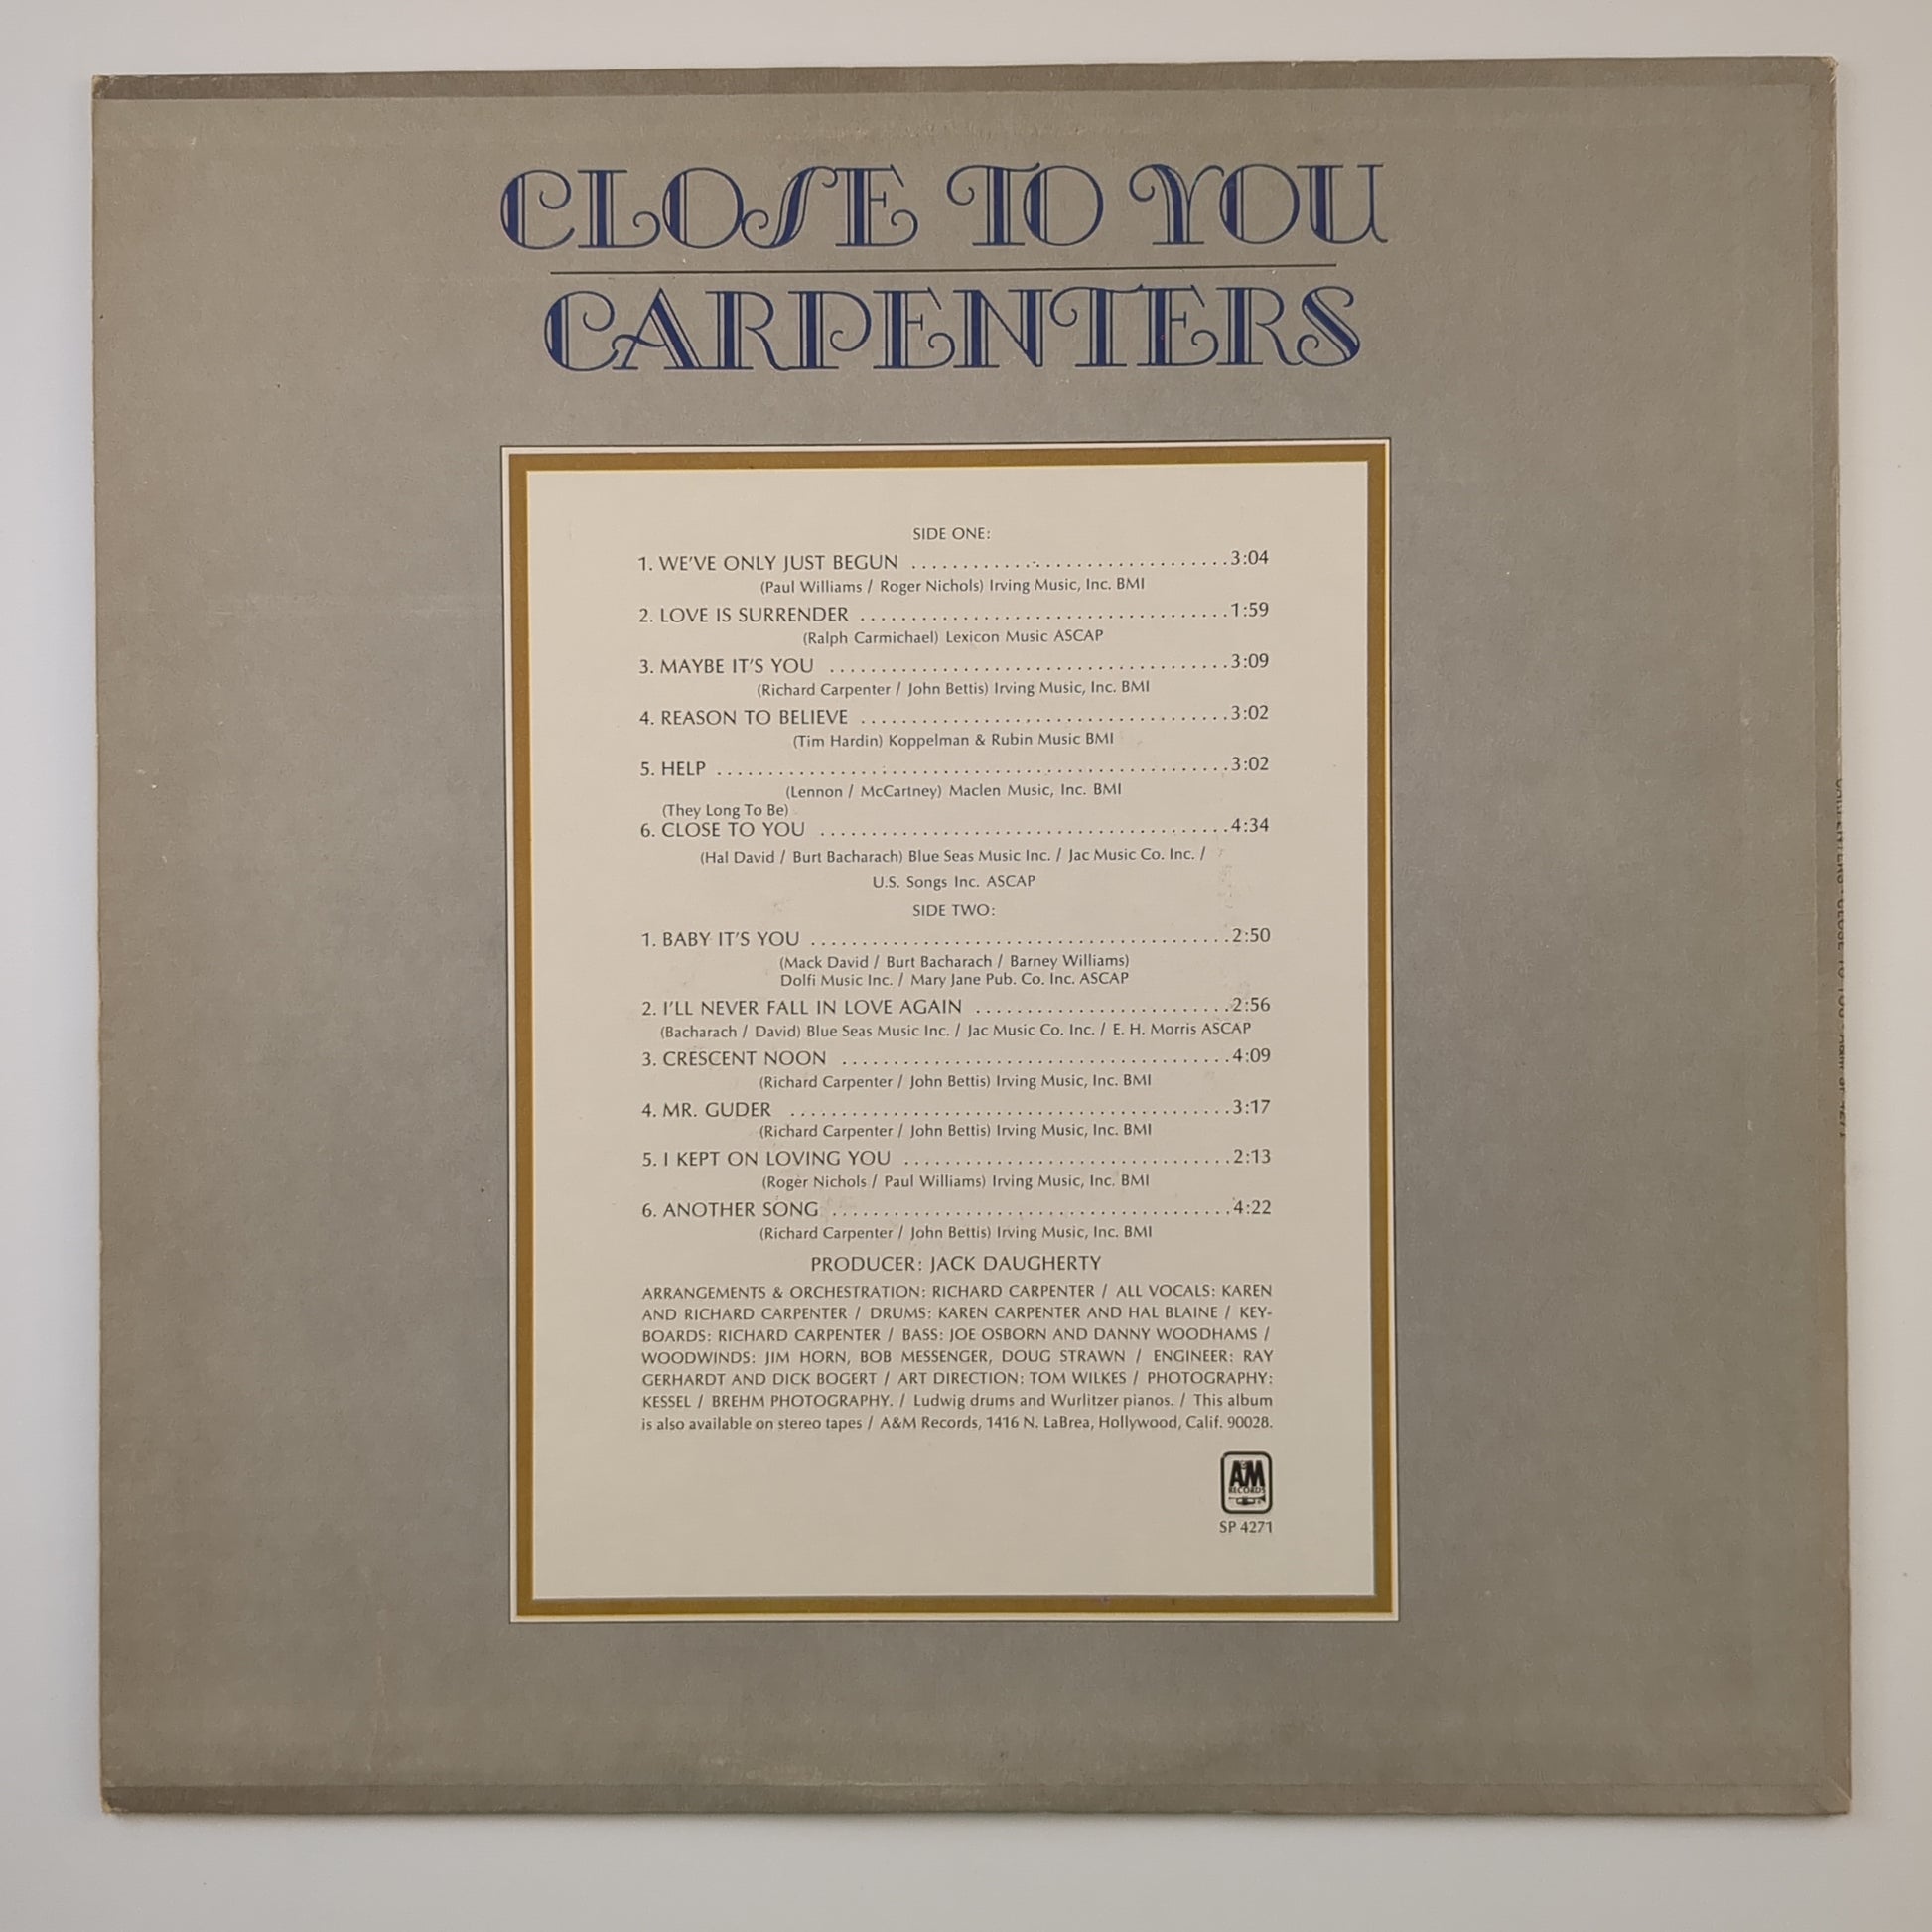 CLOSE TO YOU
CARPENTERS
SIDE ONE:
1. WE'VE ONLY JUST BEGUN ................................3:04
(Paul Williams / Roger Nichols) Irving Music, Inc. BMI
2. LOVE IS SURRENDER ....................................1:59
(Ralph Carmichael) Lexicon Music ASCAP
3. MAYBE IT'S YOU .......................................3:09
(Richard Carpenter / John Bettis) Irving Music, Inc. BMI
4. REASON TO BELIEVE ....................................3:02
(Tim Hardin) Koppelman & Rubin Music BMI
5. HELP ..................................................3:02
(Lennon / McCartney) Maclen Music, Inc. BMI
(They Long To Be)
6. CLOSE TO YOU ........................................4:34
(Hal David / Burt Bacharach) Blue Seas Music Inc. / Jac Music Co. Inc. /
U.S. Songs Inc. ASCAP
SIDE TWO:
1. BABY IT'S YOU .........................................2:50
(Mack David / Burt Bacharach / Barney Williams)
Dolfi Music Inc. / Mary Jane Pub. Co. Inc. ASCAP
2. I'LL NEVER FALL IN LOVE AGAIN .........................2:56
(Bacharach / David) Blue Seas Music Inc. / Jac Music Co. Inc. / E. H. Morris ASCAP
3. CRESCENT NOON ......................................4:09
(Richard Carpenter / John Bettis) Irving Music, Inc. BMI
4. MR. GUDER ...........................................3:17
(Richard Carpenter / John Bettis) Irving Music, Inc. BMI
5. I KEPT ON LOVING YOU ................................2:13
(Roger Nichols / Paul Williams) Irving Music, Inc. BMI
6. ANOTHER SONG .......................................4:22
(Richard Carpenter / John Bettis) Irving Music, Inc. BMI
PRODUCER: JACK DAUGHERTY
ARRANGEMENTS & ORCHESTRATION: RICHARD CARPENTER / ALL VOCALS: KAREN
AND RICHARD CARPENTER / DRUMS: KAREN CARPENTER AND HAL BLAINE / KEY-
BOARDS: RICHARD CARPENTER / BASS: JOE OSBORN AND DANNY WOODHAMS /
WOODWINDS: JIM HORN, BOB MESSENGER, DOUG STRAWN / ENGINEER: RAY
GERHARDT AND DICK BOGERT / ART DIRECTION: TOM WILKES / PHOTOGRAPHY:
KESSEL / BREHM PHOTOGRAPHY. / Ludwig drums and Wurlitzer pianos. / This album
is also available on stereo tapes / A&M Records, 1416 N. LaBrea, Hollywood, Calif. 90028.
A&M
RECORDS
SP 4271